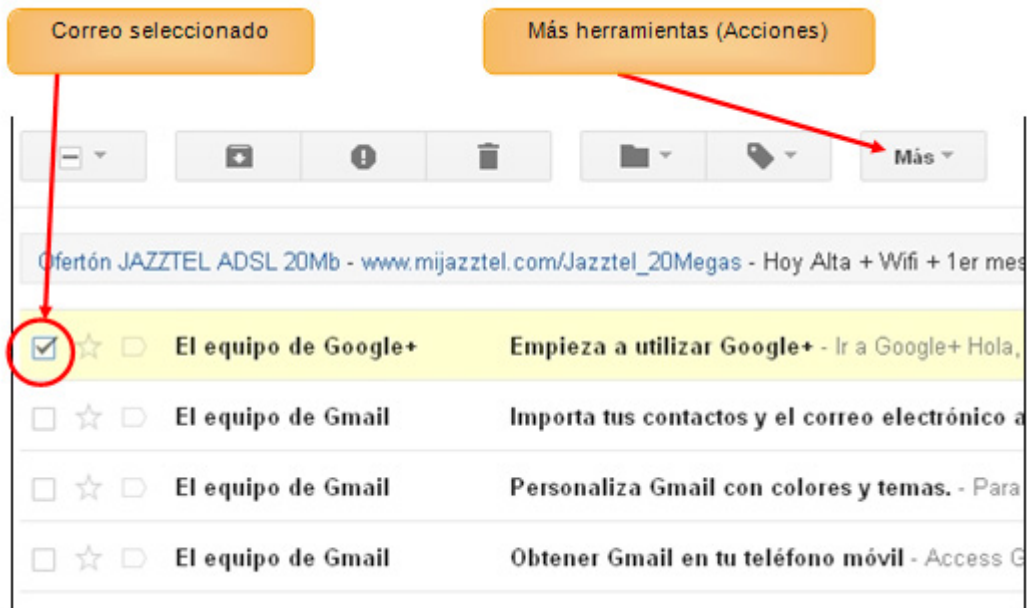 Correo seleccionado
Más herramientas (Acciones)
Más
Ofertón JAZZTEL ADSL 20Mb - www.mijazztel.com/Jazztel_20Megas - Hoy Alta + Wifi + 1er mes
El equipo de Google+ Empieza a utilizar Google+ - Ir a Google+ Hola,
El equipo de Gmail Importa tus contactos y el correo electrónico a
El equipo de Gmail Personaliza Gmail con colores y temas. - Para
El equipo de Gmail Obtener Gmail en tu teléfono móvil - Access G